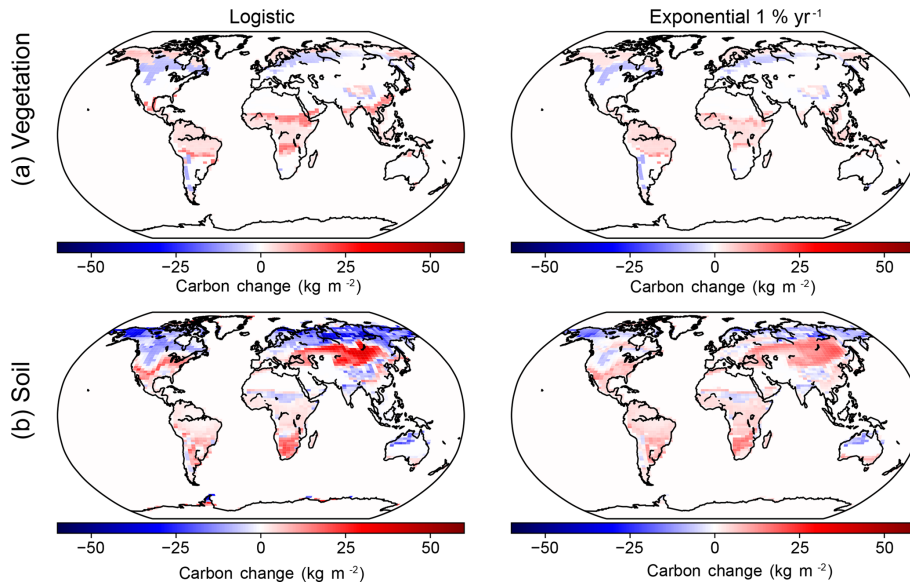 Logistic
Exponential 1 % yr⁻¹
(a) Vegetation
−50 −25 0 25 50
Carbon change (kg m⁻²)
−50 −25 0 25 50
Carbon change (kg m⁻²)
(b) Soil
−50 −25 0 25 50
Carbon change (kg m⁻²)
−50 −25 0 25 50
Carbon change (kg m⁻²)